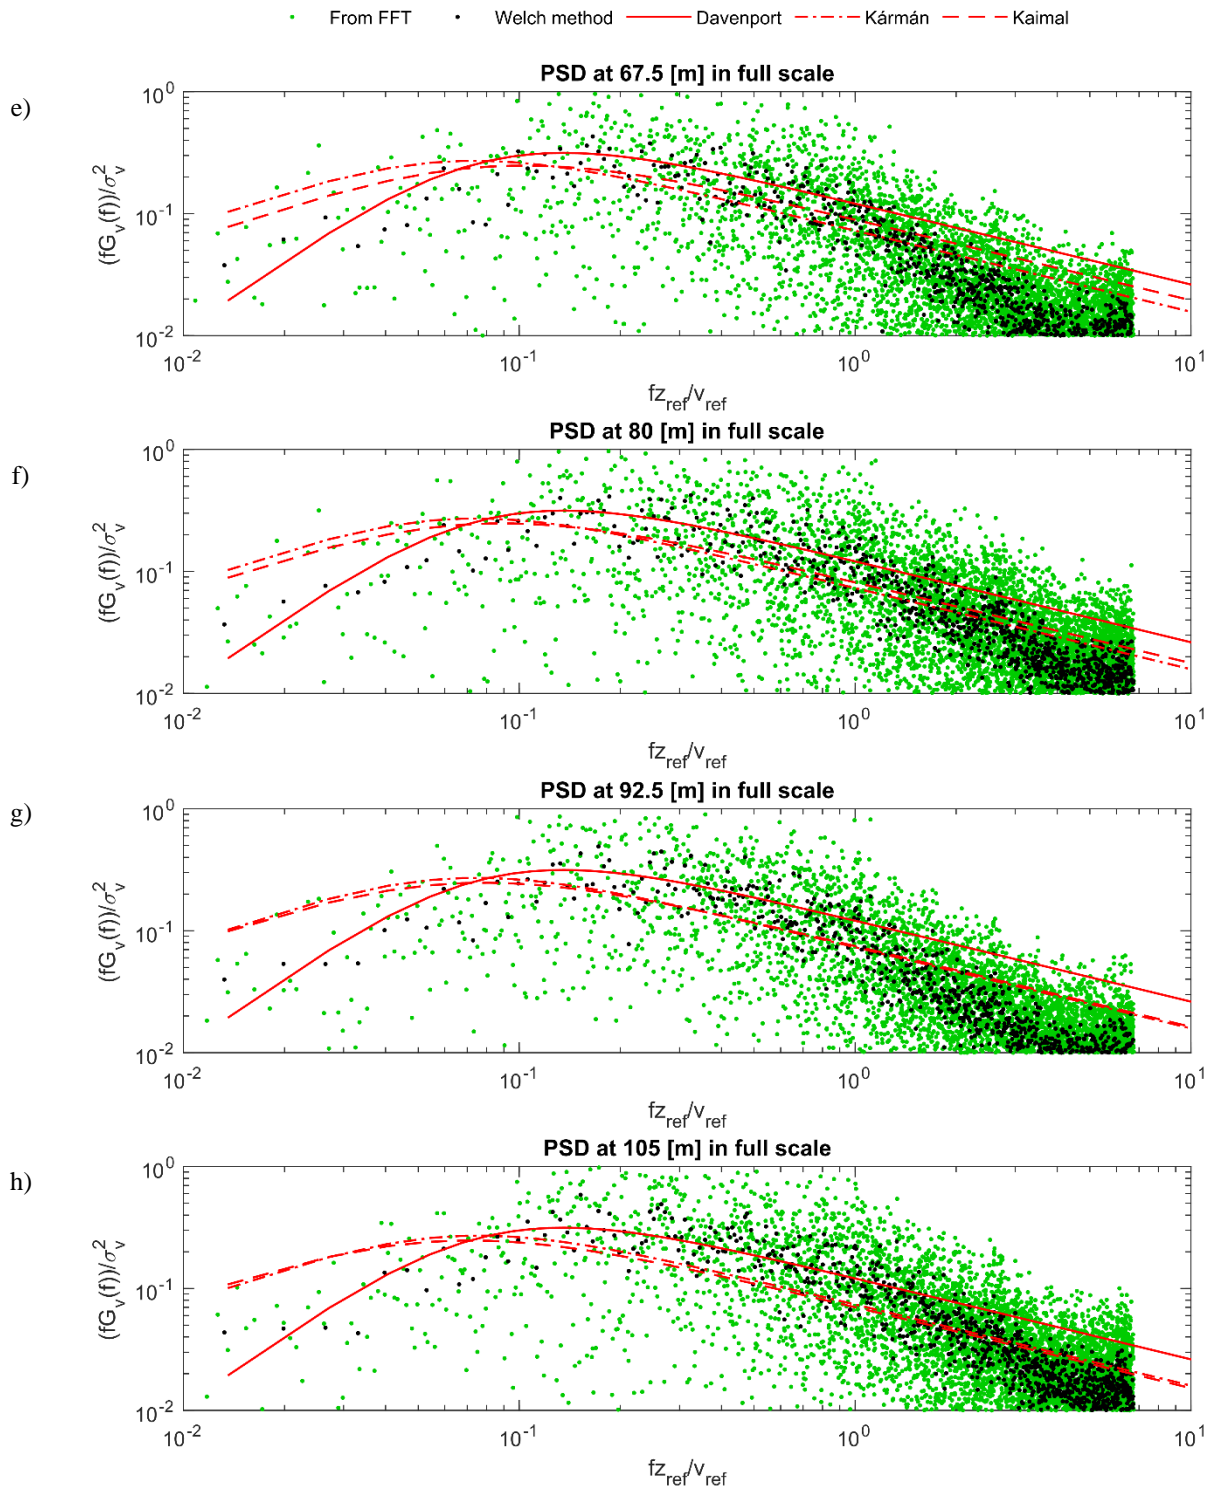 From FFT Welch method Davenport Kármán Kaimal
e)
PSD at 67.5 [m] in full scale
(fG_v(f))/σ_v^2
10^0
10^-1
10^-2
10^-2 10^-1 10^0 10^1
fz_ref/v_ref
f)
PSD at 80 [m] in full scale
(fG_v(f))/σ_v^2
10^0
10^-1
10^-2
10^-2 10^-1 10^0 10^1
fz_ref/v_ref
g)
PSD at 92.5 [m] in full scale
(fG_v(f))/σ_v^2
10^0
10^-1
10^-2
10^-2 10^-1 10^0 10^1
fz_ref/v_ref
h)
PSD at 105 [m] in full scale
(fG_v(f))/σ_v^2
10^0
10^-1
10^-2
10^-2 10^-1 10^0 10^1
fz_ref/v_ref